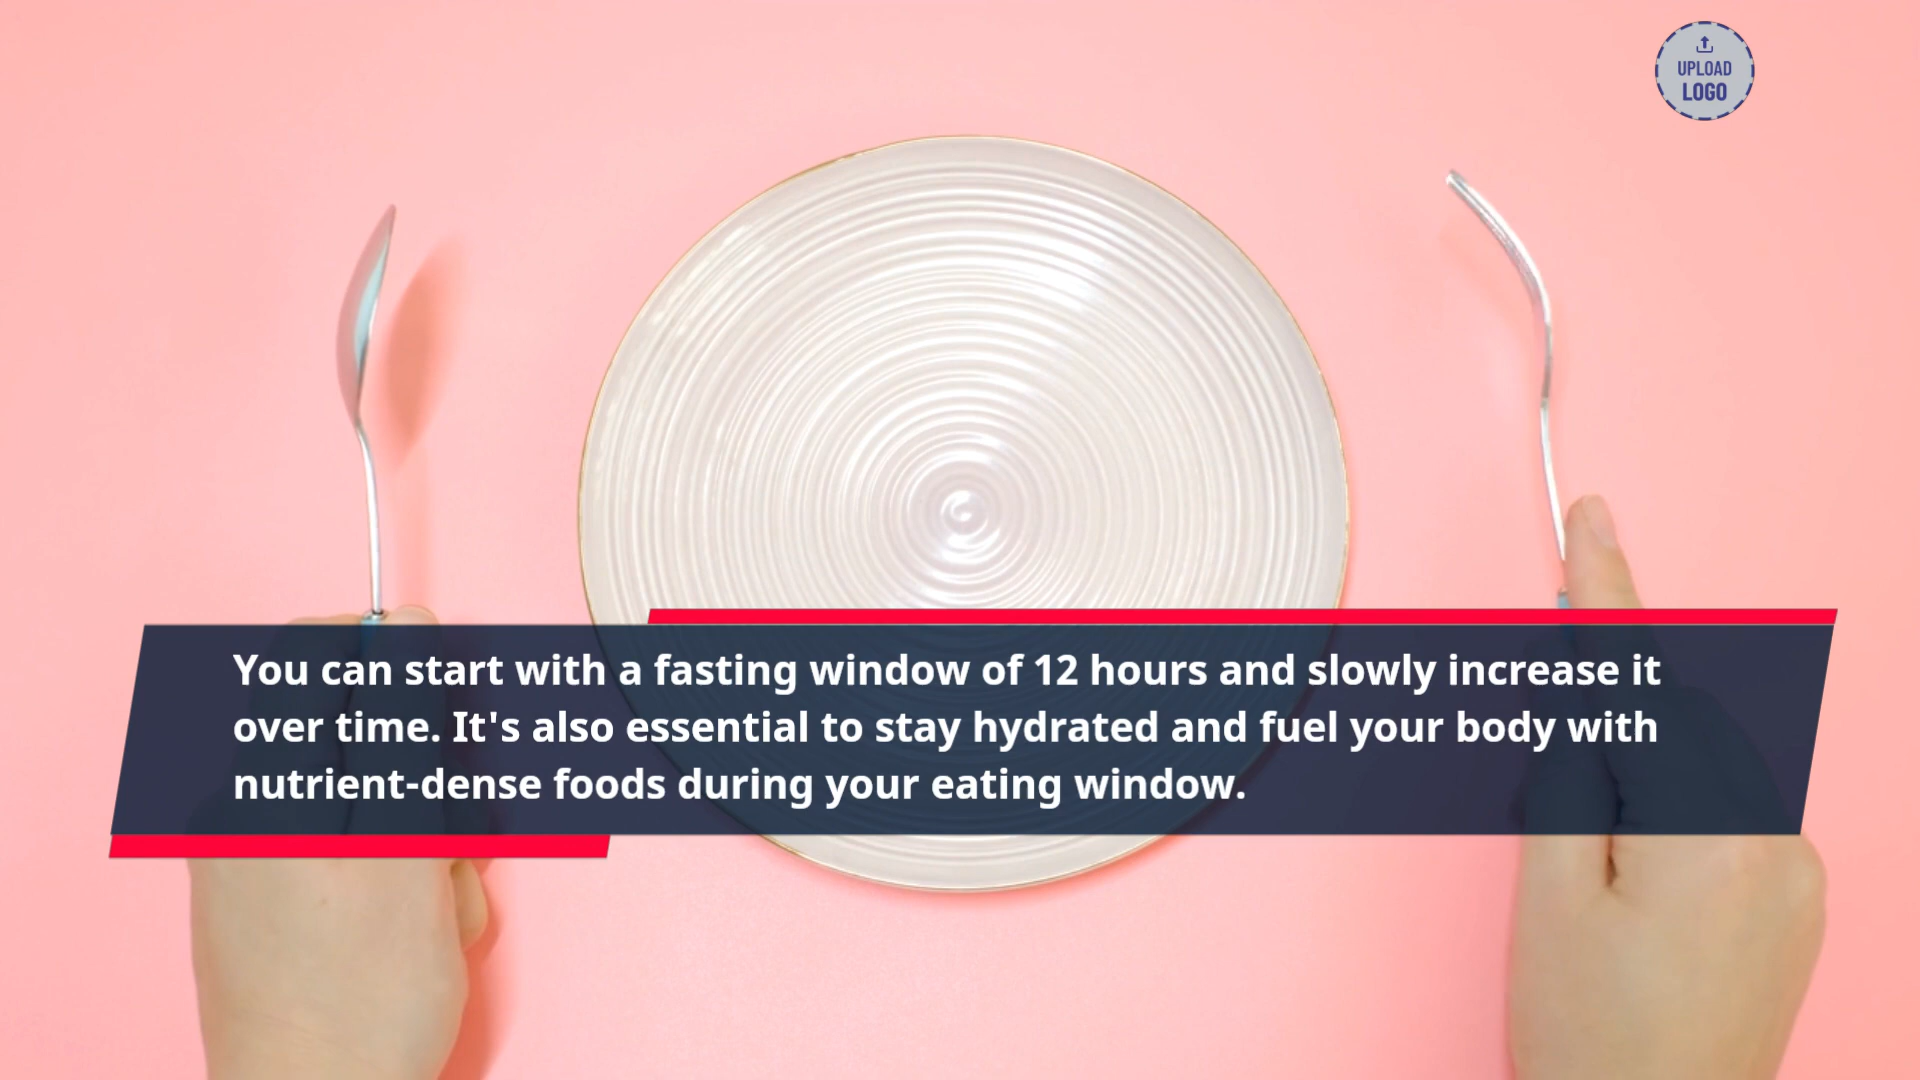 UPLOAD
LOGO
You can start with a fasting window of 12 hours and slowly increase it
over time. It's also essential to stay hydrated and fuel your body with
nutrient-dense foods during your eating window.